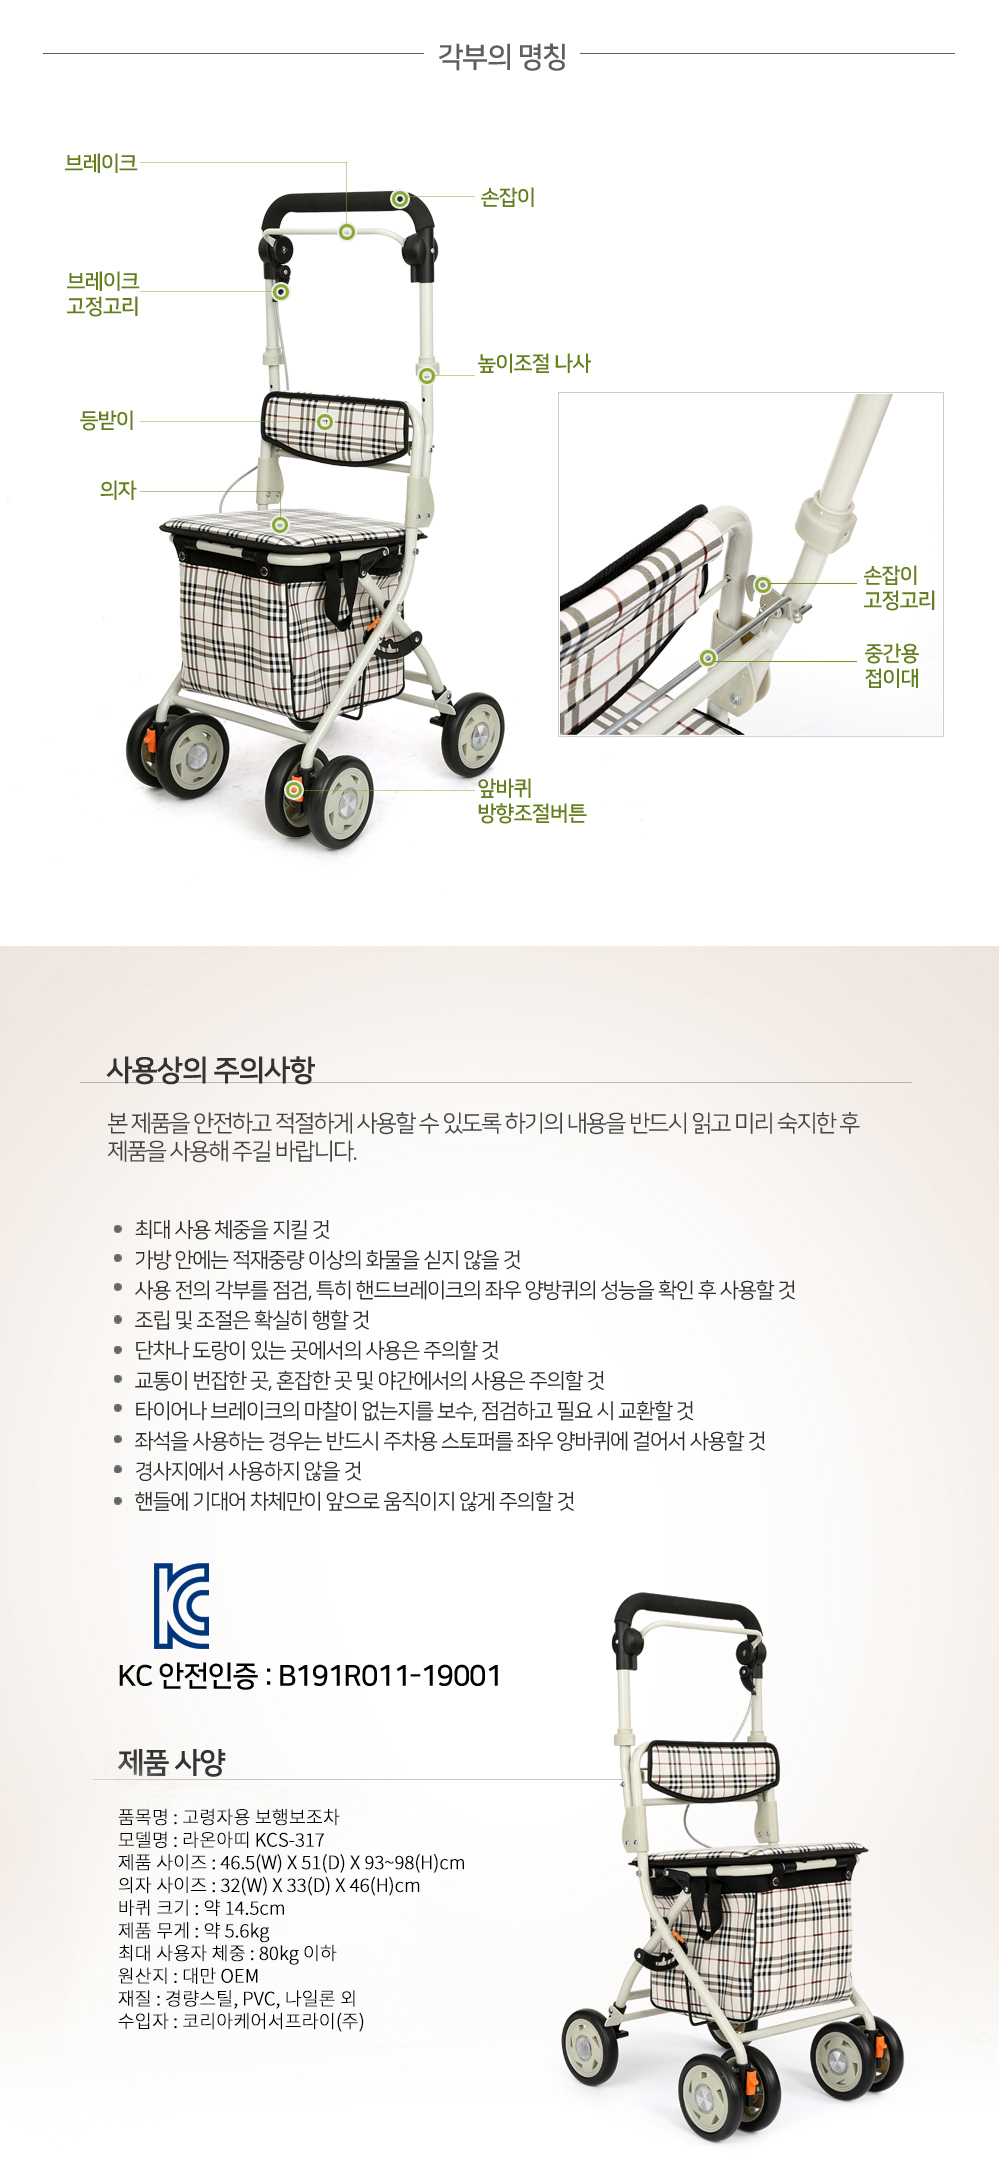 각부의 명칭
브레이크
손잡이
브레이크
고정고리
높이조절 나사
등받이
의자
손잡이
고정고리
중간용
접이대
앞바퀴
방향조절버튼
사용상의 주의사항
본 제품을 안전하고 적절하게 사용할 수 있도록 하기의 내용을 반드시 읽고 미리 숙지한 후
제품을 사용해 주길 바랍니다.
최대 사용 체중을 지킬 것
가방 안에는 적재중량 이상의 화물을 싣지 않을 것
사용 전의 각부를 점검, 특히 핸드브레이크의 좌우 양방퀴의 성능을 확인 후 사용할 것
조립 및 조절은 확실히 행할 것
단차나 도랑이 있는 곳에서의 사용은 주의할 것
교통이 번잡한 곳, 혼잡한 곳 및 야간에서의 사용은 주의할 것
타이어나 브레이크의 마찰이 없는지를 보수, 점검하고 필요 시 교환할 것
좌석을 사용하는 경우는 반드시 주차용 스토퍼를 좌우 양바퀴에 걸어서 사용할 것
경사지에서 사용하지 않을 것
핸들에 기대어 차체만이 앞으로 움직이지 않게 주의할 것
KC
KC 안전인증 : B191R011-19001
제품 사양
품목명 : 고령자용 보행보조차
모델명 : 라온아띠 KCS-317
제품 사이즈 : 46.5(W) X 51(D) X 93~98(H)cm
의자 사이즈 : 32(W) X 33(D) X 46(H)cm
바퀴 크기 : 약 14.5cm
제품 무게 : 약 5.6kg
최대 사용자 체중 : 80kg 이하
원산지 : 대만 OEM
재질 : 경량스틸, PVC, 나일론 외
수입자 : 코리아케어서프라이(주)